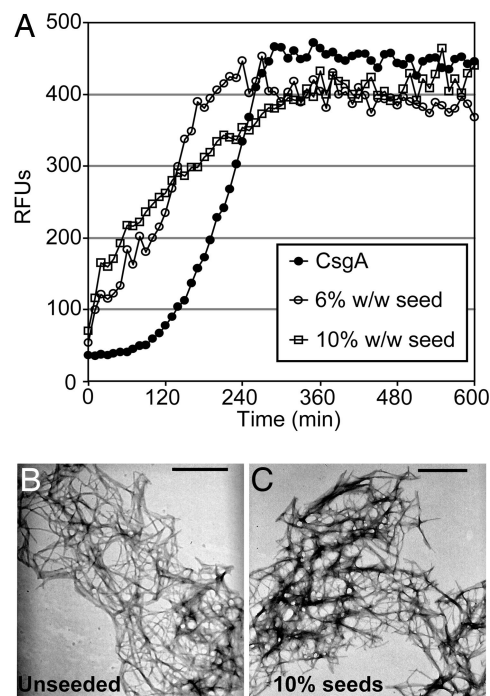 A
500
400
300
200
100
0
RFUs
CsgA
6% w/w seed
10% w/w seed
0 120 240 360 480 600
Time (min)
B C
Unseeded 10% seeds